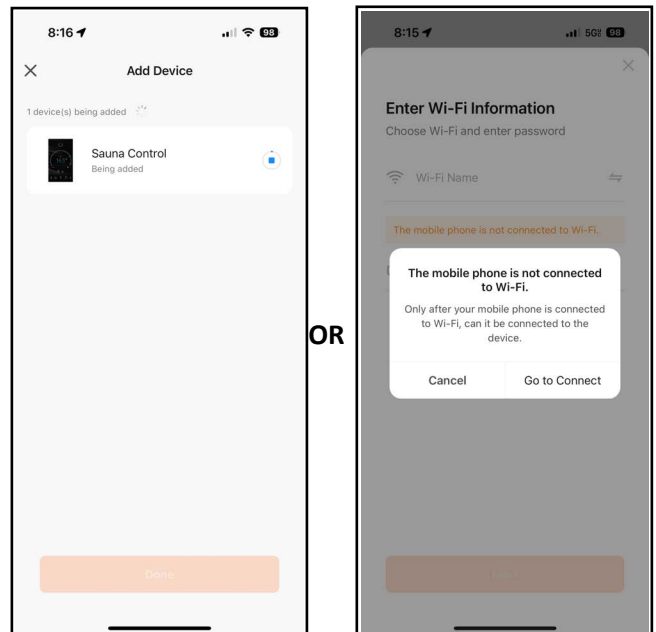 8:16
98
Add Device
1 device(s) being added
Sauna Control
Being added
Done
OR
8:15
5G
98
Enter Wi-Fi Information
Choose Wi-Fi and enter password
Wi-Fi Name
The mobile phone is not connected to Wi-Fi.
The mobile phone is not connected
to Wi-Fi.
Only after your mobile phone is connected
to Wi-Fi, can it be connected to the
device.
Cancel
Go to Connect